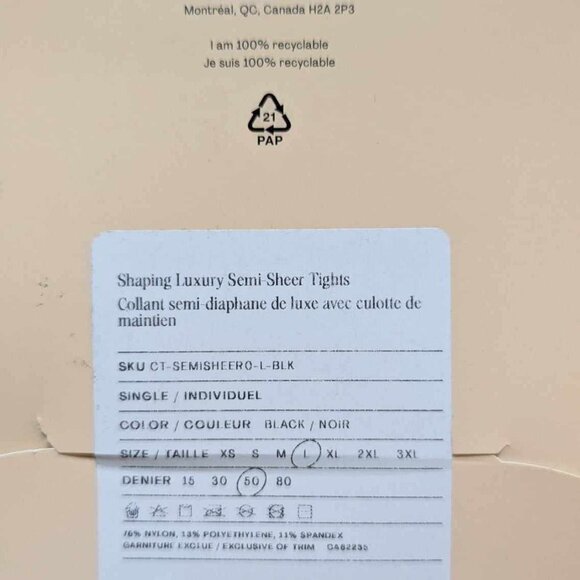 Montréal, QC, Canada H2A 2P3
I am 100% recyclable
Je suis 100% recyclable
21
PAP
Shaping Luxury Semi-Sheer Tights
Collant semi-diaphane de luxe avec culotte de
maintien
SKU CT-SEMISHEERO-L-BLK
SINGLE / INDIVIDUEL
COLOR / COULEUR BLACK / NOIR
SIZE / TAILLE XS S M L XL 2XL 3XL
DENIER 15 30 50 80
76% NYLON, 13% POLYETHYLENE, 11% SPANDEX
GARNITURE EXCLUE / EXCLUSIVE OF TRIM CA62235